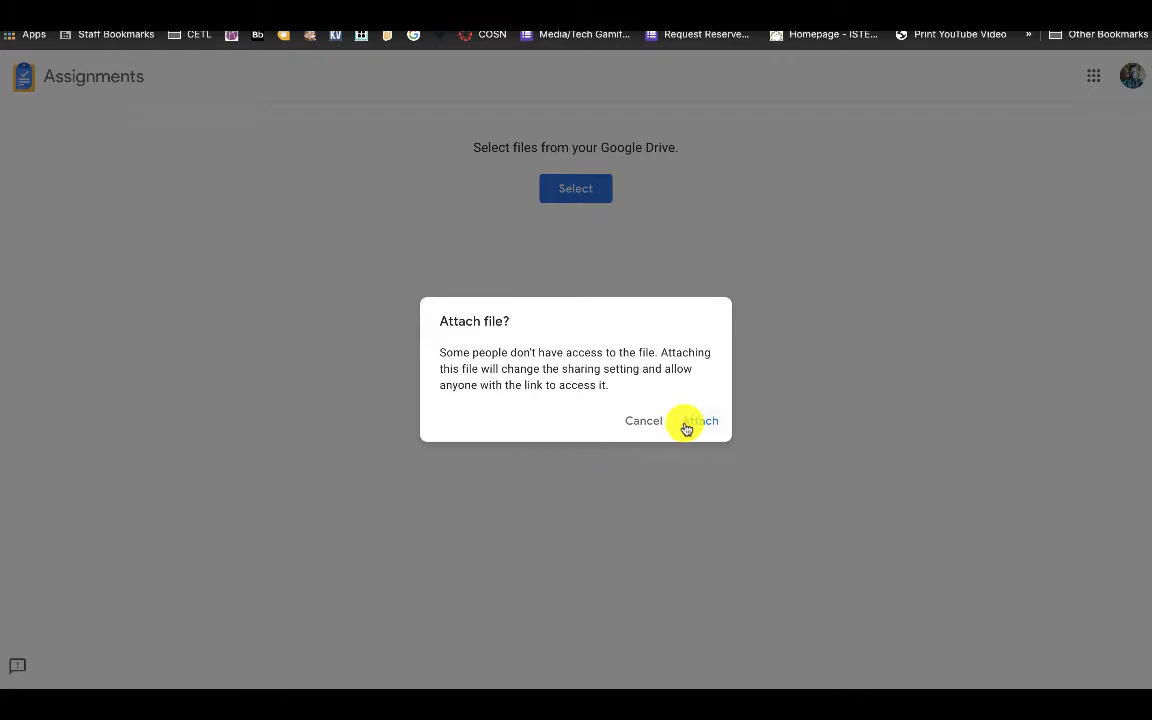 Apps Staff Bookmarks CETL Bb KV COSN Media/Tech Gamif... Request Reserve... Homepage - ISTE... Print YouTube Video » Other Bookmarks
Assignments
Select files from your Google Drive.
Select
Attach file?
Some people don't have access to the file. Attaching
this file will change the sharing setting and allow
anyone with the link to access it.
Cancel Attach